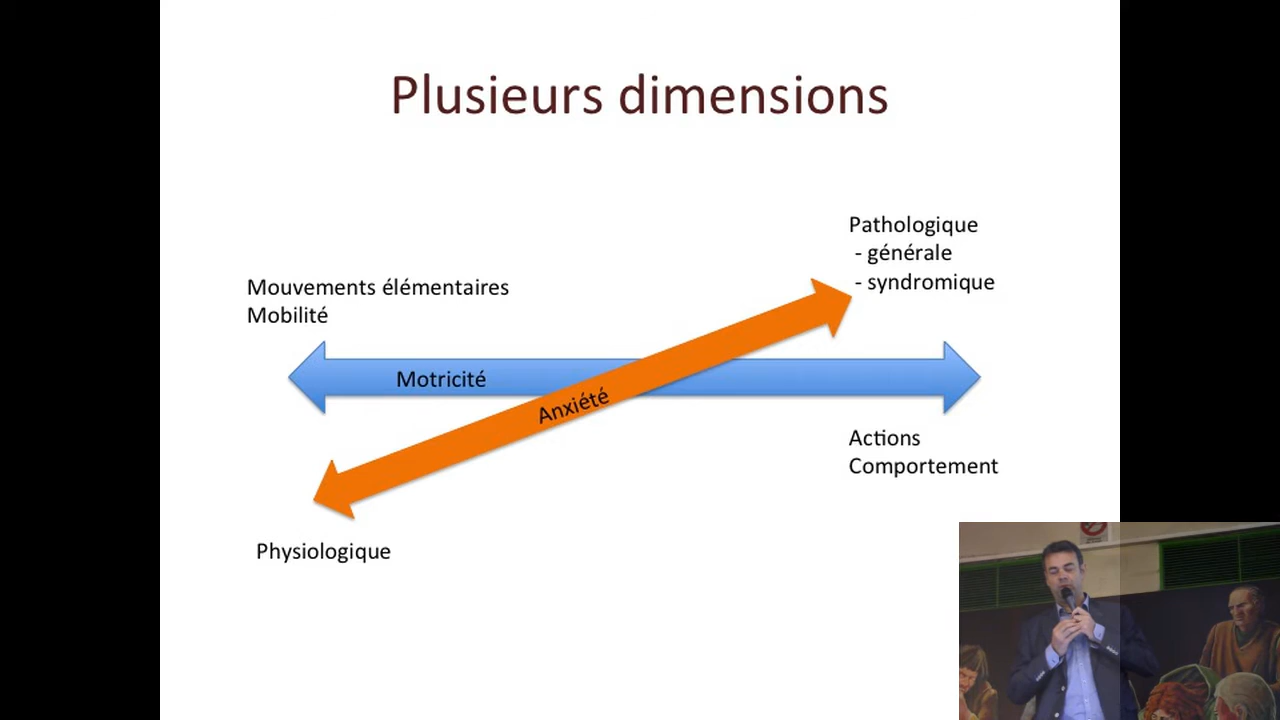 Plusieurs dimensions
Pathologique
- générale
- syndromique
Mouvements élémentaires
Mobilité
Motricité
Anxiété
Actions
Comportement
Physiologique